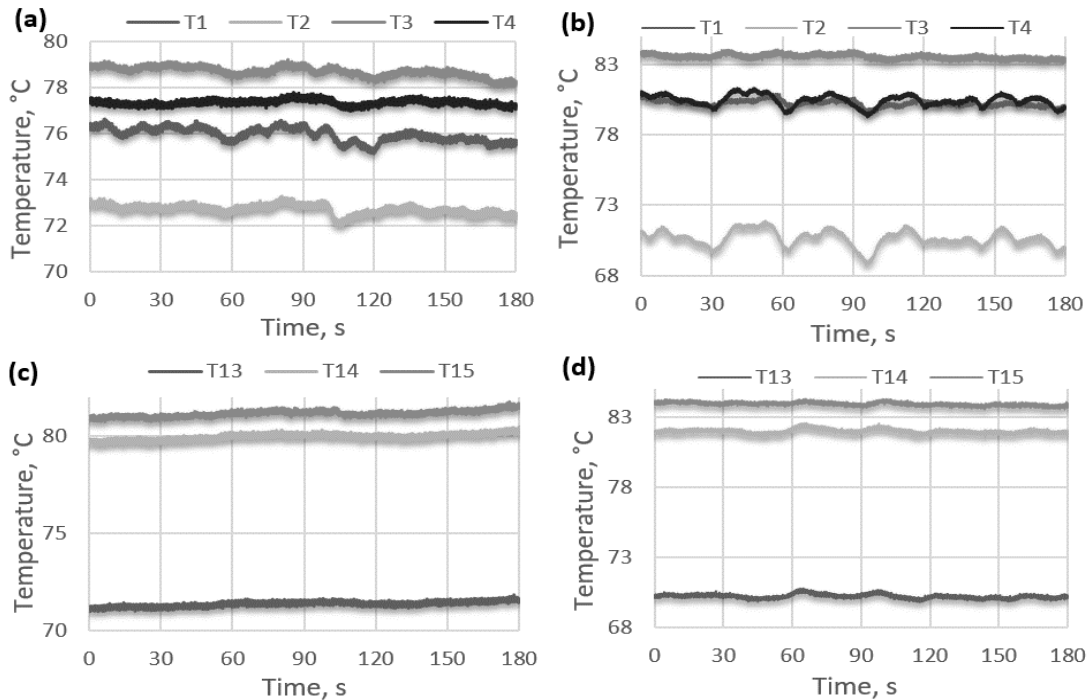 (a)
T1 T2 T3 T4
80
78
76
74
72
70
Temperature, °C
0 30 60 90 120 150 180
Time, s
(b)
T1 T2 T3 T4
83
78
73
68
Temperature, °C
0 30 60 90 120 150 180
Time, s
(c)
T13 T14 T15
80
75
70
Temperature, °C
0 30 60 90 120 150 180
Time, s
(d)
T13 T14 T15
83
78
73
68
Temperature, °C
0 30 60 90 120 150 180
Time, s